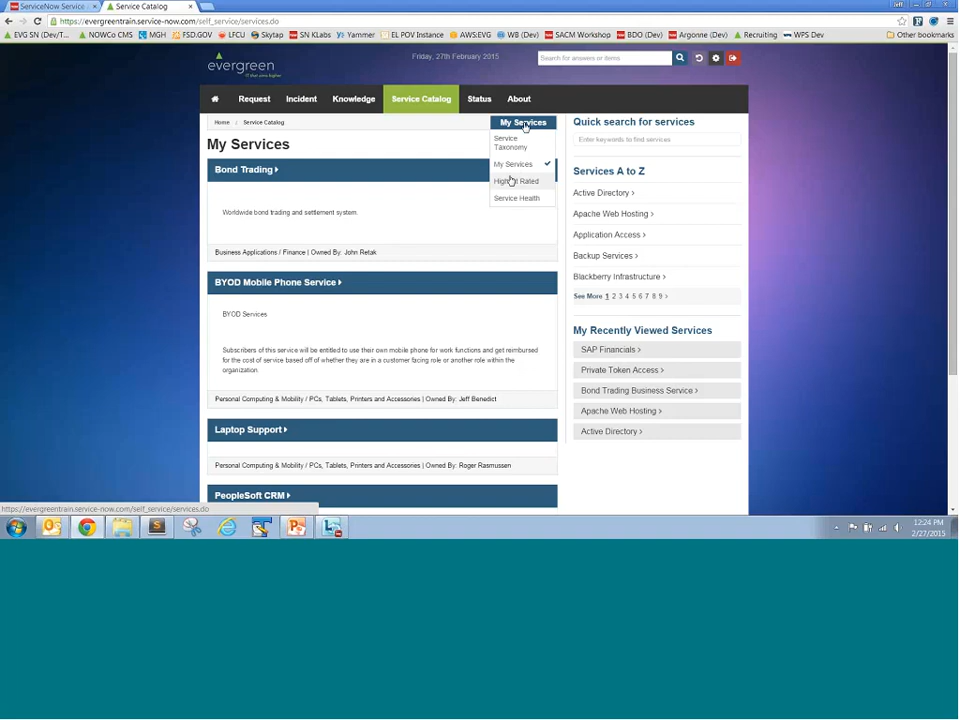 ServiceNow Service
Service Catalog
Jeff
https://evergreentrain.service-now.com/self_service/services.do
EVG SN (Dev/T...
NOWCo CMS
MGH
FSD.GOV
LFCU
Skytap
SN KLabs
Yammer
EL POV Instance
AWS:EVG
WB (Dev)
SACM Workshop
BDO (Dev)
Argonne (Dev)
Recruiting
WPS Dev
Other bookmarks
evergreen
Friday, 27th February 2015
Search for answers or items
Request
Incident
Knowledge
Service Catalog
Status
About
Home / Service Catalog
My Services
Service
Taxonomy
My Services
Rated
Service Health
My Services
Bond Trading
Worldwide bond trading and settlement system
Business Applications / Finance | Owned By: John Retak
BYOD Mobile Phone Service
BYOD Services
Subscribers of this service will be entitled to use their own mobile phone for work functions and get reimbursed
for the cost of service based off of whether they are in a customer facing role or another role within the
organization.
Personal Computing & Mobility / PCs, Tablets, Printers and Accessories | Owned By: Jeff Benedict
Laptop Support
Personal Computing & Mobility / PCs, Tablets, Printers and Accessories | Owned By: Roger Rasmussen
PeopleSoft CRM
Quick search for services
Enter keywords to find services
Services A to Z
Active Directory
Apache Web Hosting
Application Access
Backup Services
Blackberry Infrastructure
See More 1 2 3 4 5 6 7 8 9
My Recently Viewed Services
SAP Financials
Private Token Access
Bond Trading Business Service
Apache Web Hosting
Active Directory
https://evergreentrain.service-now.com/self_service/services.do
12:24 PM
2/27/2015